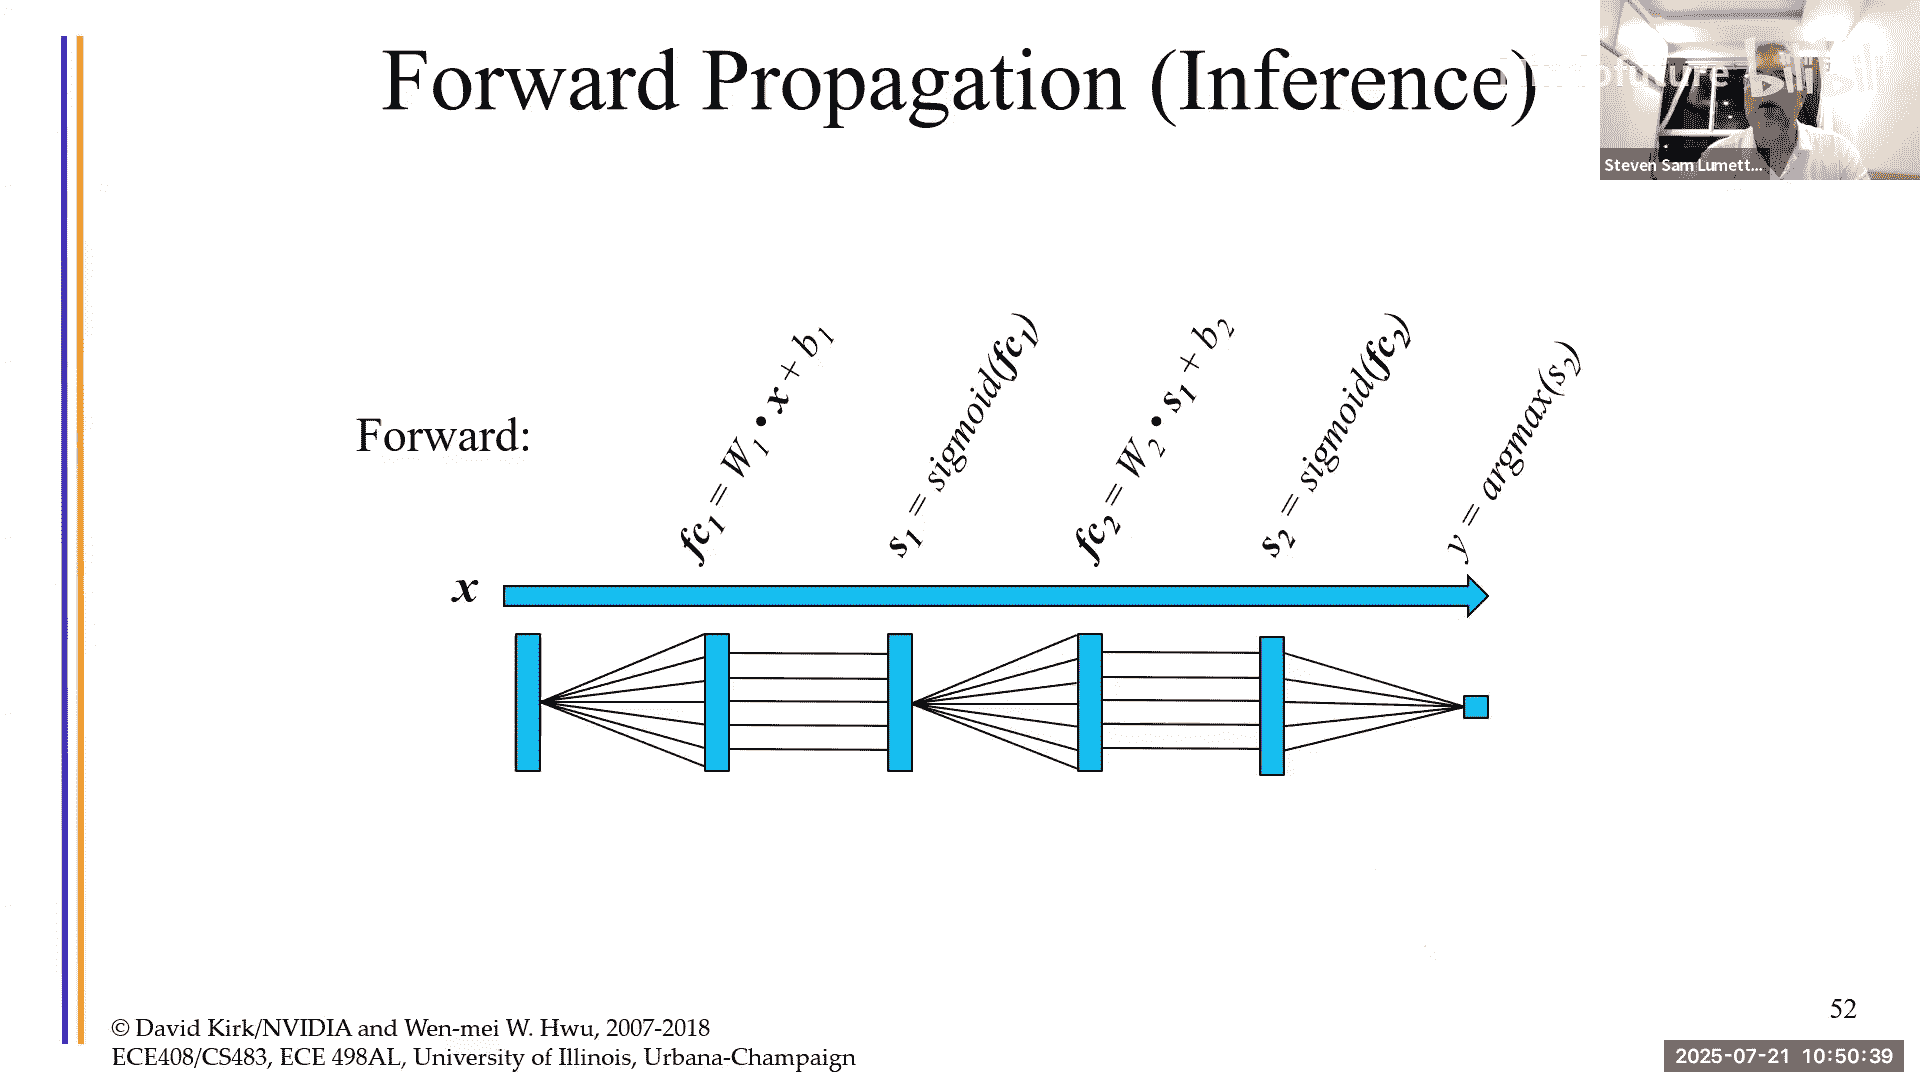 Forward Propagation (Inference)
Steven Sam Lumett...
Forward:
fc₁ = W₁ • x + b₁
s₁ = sigmoid(fc₁)
fc₂ = W₂ • s₁ + b₂
s₂ = sigmoid(fc₂)
y = argmax(s₂)
x
52
© David Kirk/NVIDIA and Wen-mei W. Hwu, 2007-2018
ECE408/CS483, ECE 498AL, University of Illinois, Urbana-Champaign
2025-07-21 10:50:39